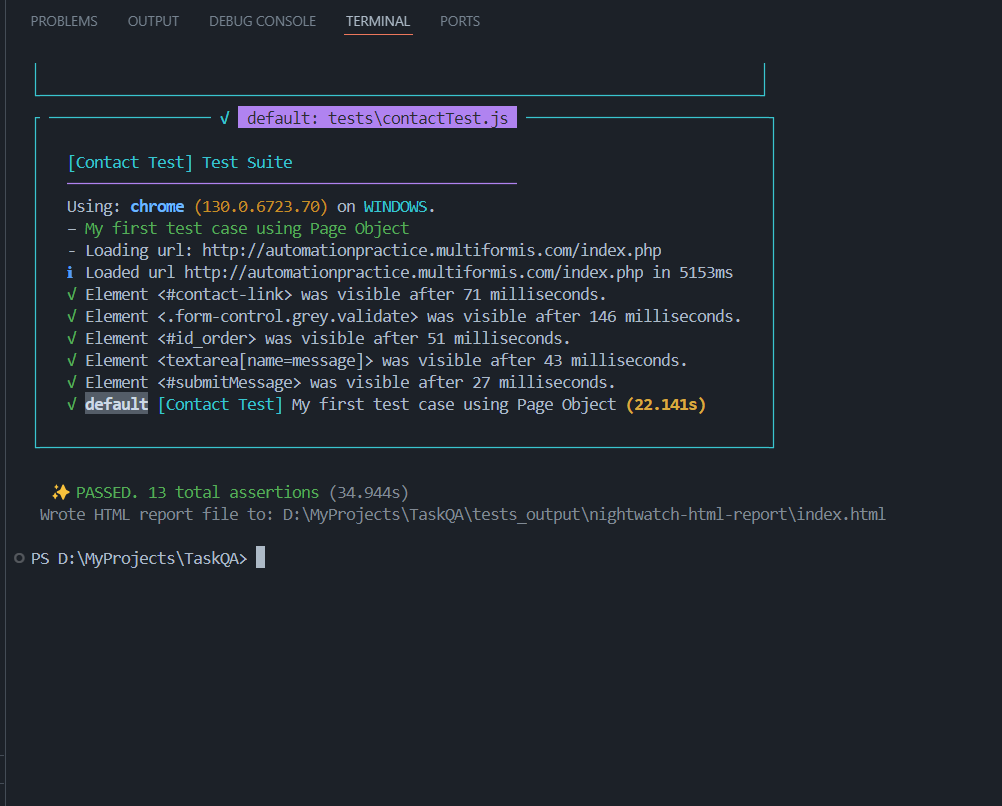 PROBLEMS OUTPUT DEBUG CONSOLE TERMINAL PORTS
√ default: tests\contactTest.js
[Contact Test] Test Suite
Using: chrome (130.0.6723.70) on WINDOWS.
– My first test case using Page Object
- Loading url: http://automationpractice.multiformis.com/index.php
ℹ Loaded url http://automationpractice.multiformis.com/index.php in 5153ms
√ Element <#contact-link> was visible after 71 milliseconds.
√ Element <.form-control.grey.validate> was visible after 146 milliseconds.
√ Element <#id_order> was visible after 51 milliseconds.
√ Element <textarea[name=message]> was visible after 43 milliseconds.
√ Element <#submitMessage> was visible after 27 milliseconds.
√ default [Contact Test] My first test case using Page Object (22.141s)
✨ PASSED. 13 total assertions (34.944s)
Wrote HTML report file to: D:\MyProjects\TaskQA\tests_output\nightwatch-html-report\index.html
PS D:\MyProjects\TaskQA>